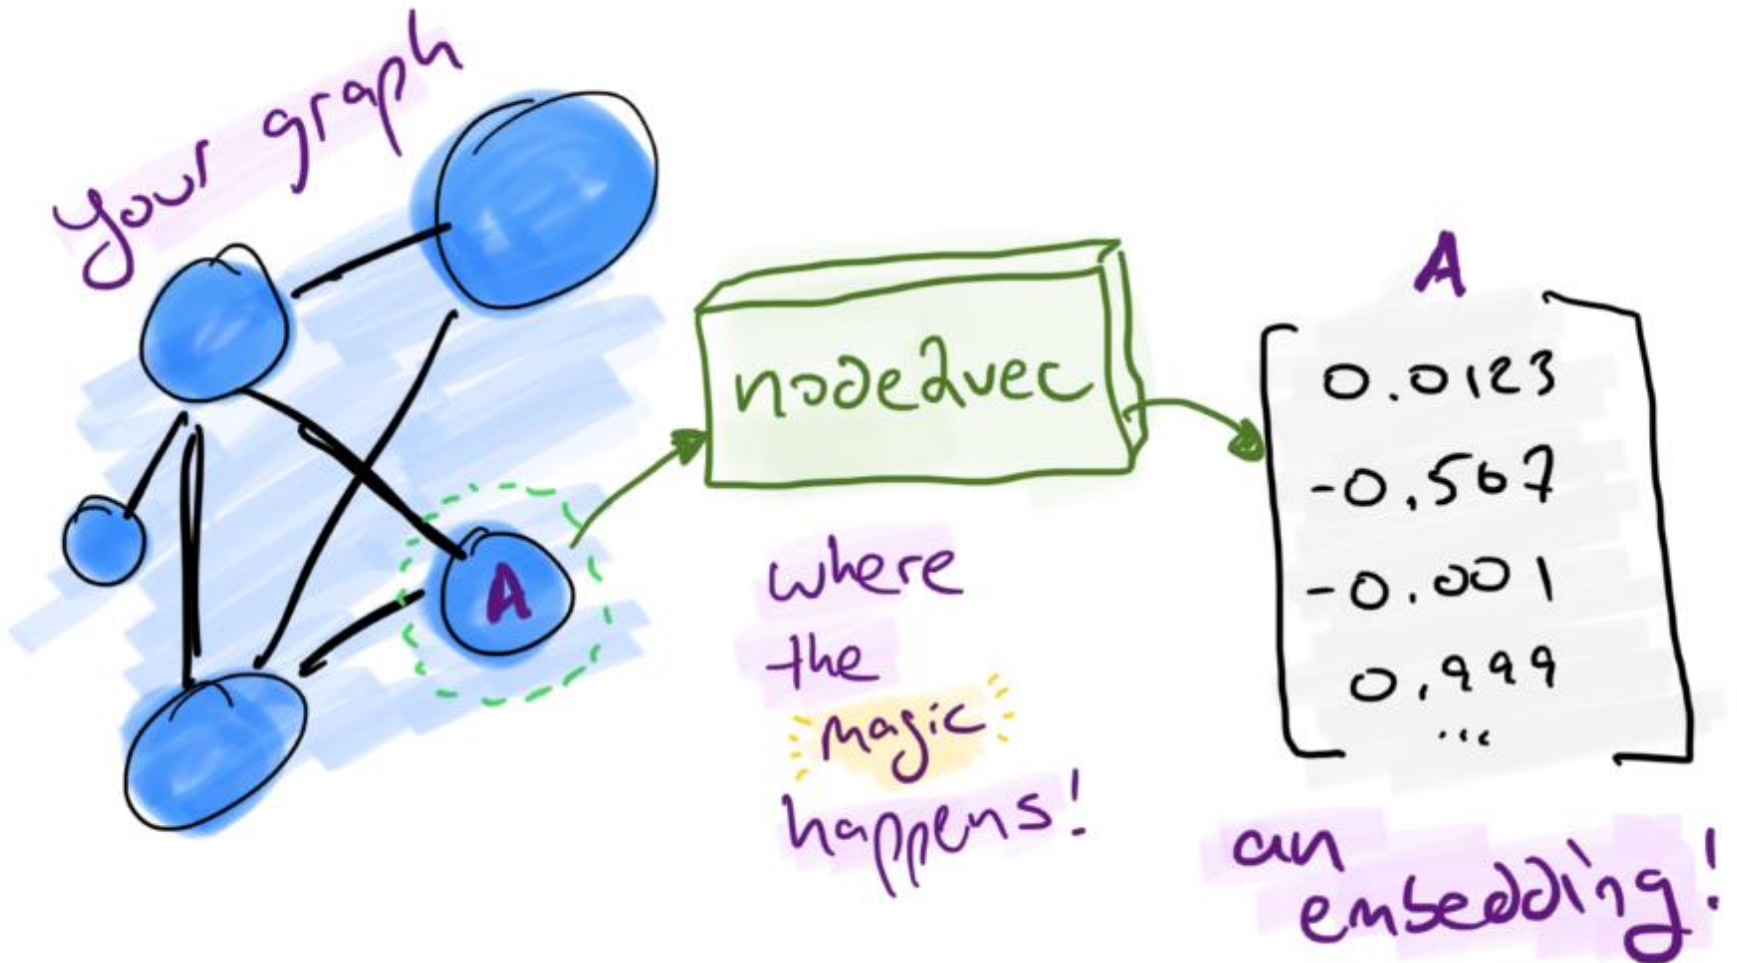 your graph
A
node2vec
where
the
magic
happens!
A
0.0123
-0.567
-0.001
0.999
...
an
embedding!